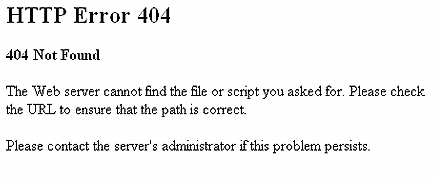 HTTP Error 404
404 Not Found
The Web server cannot find the file or script you asked for. Please check
the URL to ensure that the path is correct.
Please contact the server's administrator if this problem persists.